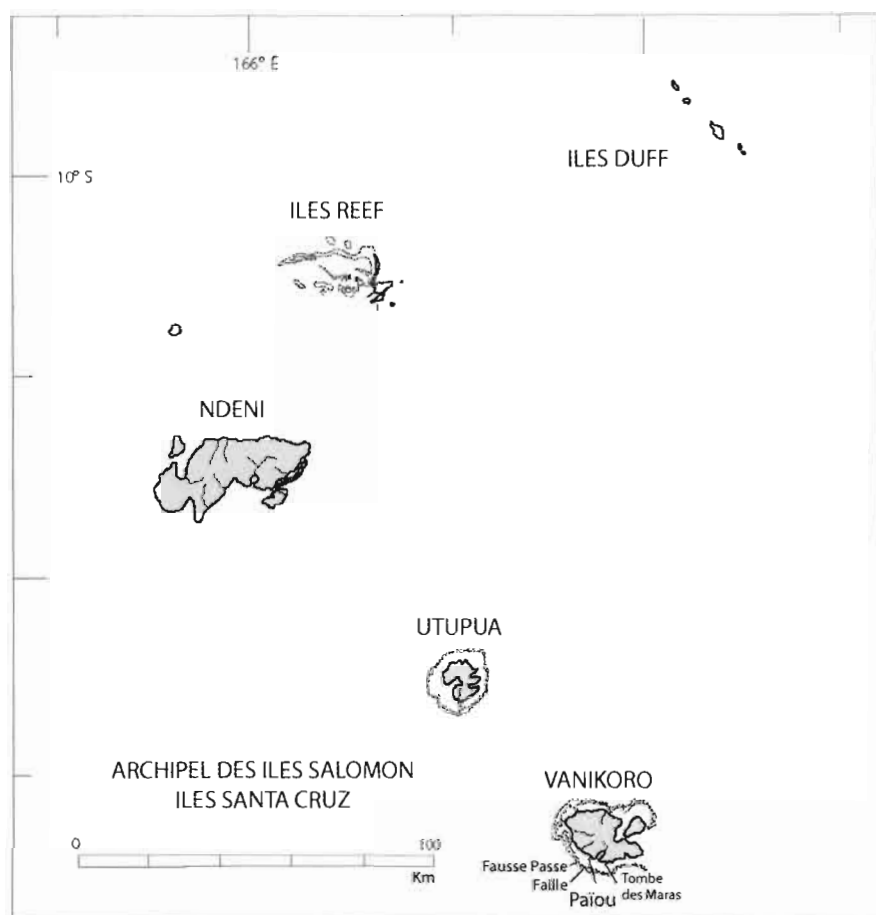 166° E
ILES DUFF
10° S
ILES REEF
NDENI
UTUPUA
ARCHIPEL DES ILES SALOMON
ILES SANTA CRUZ
VANIKORO
0 100
Km
Fausse Passe
Faille
Païou
Tombe
des Maras